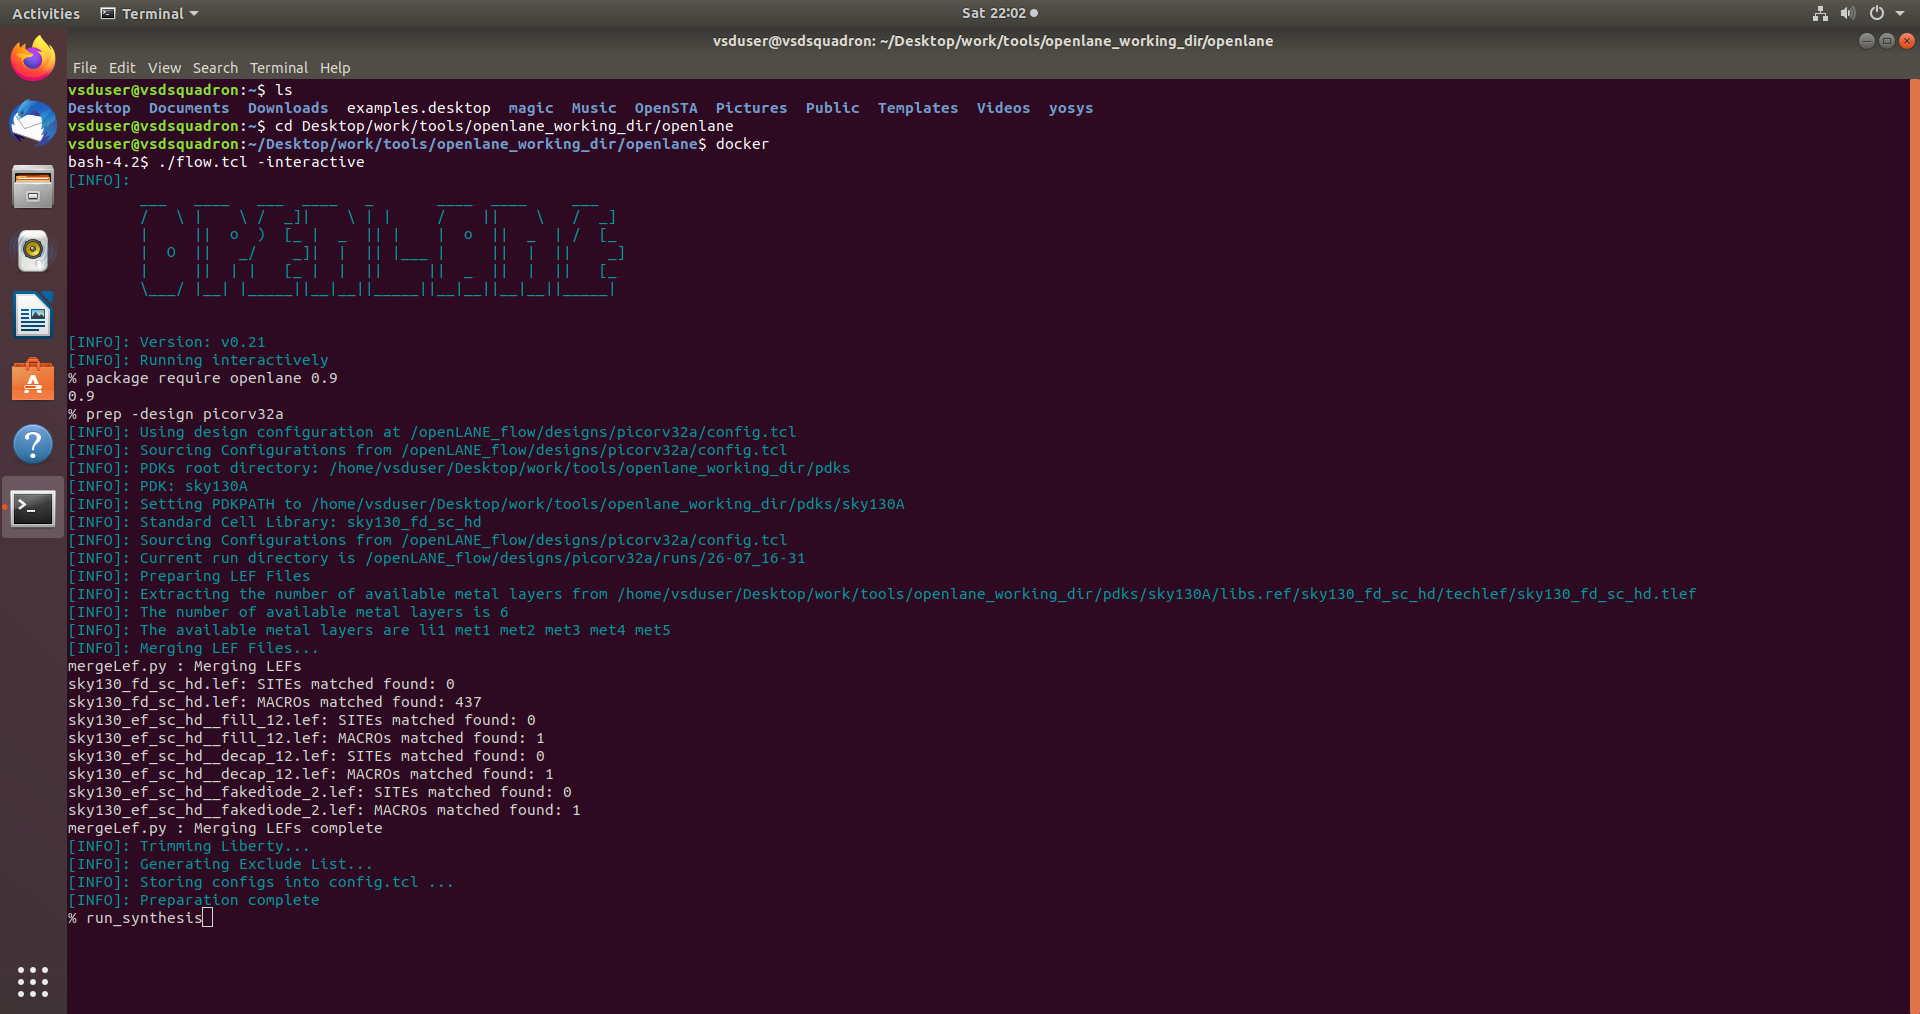 Activities Terminal Sat 22:02
vsduser@vsdsquadron: ~/Desktop/work/tools/openlane_working_dir/openlane
File Edit View Search Terminal Help
vsduser@vsdsquadron:~$ ls
Desktop Documents Downloads examples.desktop magic Music OpenSTA Pictures Public Templates Videos yosys
vsduser@vsdsquadron:~$ cd Desktop/work/tools/openlane_working_dir/openlane
vsduser@vsdsquadron:~/Desktop/work/tools/openlane_working_dir/openlane$ docker
bash-4.2$ ./flow.tcl -interactive
[INFO]:
OPENLANE
[INFO]: Version: v0.21
[INFO]: Running interactively
% package require openlane 0.9
0.9
% prep -design picorv32a
[INFO]: Using design configuration at /openLANE_flow/designs/picorv32a/config.tcl
[INFO]: Sourcing Configurations from /openLANE_flow/designs/picorv32a/config.tcl
[INFO]: PDKs root directory: /home/vsduser/Desktop/work/tools/openlane_working_dir/pdks
[INFO]: PDK: sky130A
[INFO]: Setting PDKPATH to /home/vsduser/Desktop/work/tools/openlane_working_dir/pdks/sky130A
[INFO]: Standard Cell Library: sky130_fd_sc_hd
[INFO]: Sourcing Configurations from /openLANE_flow/designs/picorv32a/config.tcl
[INFO]: Current run directory is /openLANE_flow/designs/picorv32a/runs/26-07_16-31
[INFO]: Preparing LEF Files
[INFO]: Extracting the number of available metal layers from /home/vsduser/Desktop/work/tools/openlane_working_dir/pdks/sky130A/libs.ref/sky130_fd_sc_hd/techlef/sky130_fd_sc_hd.tlef
[INFO]: The number of available metal layers is 6
[INFO]: The available metal layers are li1 met1 met2 met3 met4 met5
[INFO]: Merging LEF Files...
mergeLef.py : Merging LEFs
sky130_fd_sc_hd.lef: SITEs matched found: 0
sky130_fd_sc_hd.lef: MACROs matched found: 437
sky130_ef_sc_hd__fill_12.lef: SITEs matched found: 0
sky130_ef_sc_hd__fill_12.lef: MACROs matched found: 1
sky130_ef_sc_hd__decap_12.lef: SITEs matched found: 0
sky130_ef_sc_hd__decap_12.lef: MACROs matched found: 1
sky130_ef_sc_hd__fakediode_2.lef: SITEs matched found: 0
sky130_ef_sc_hd__fakediode_2.lef: MACROs matched found: 1
mergeLef.py : Merging LEFs complete
[INFO]: Trimming Liberty...
[INFO]: Generating Exclude List...
[INFO]: Storing configs into config.tcl ...
[INFO]: Preparation complete
% run_synthesis